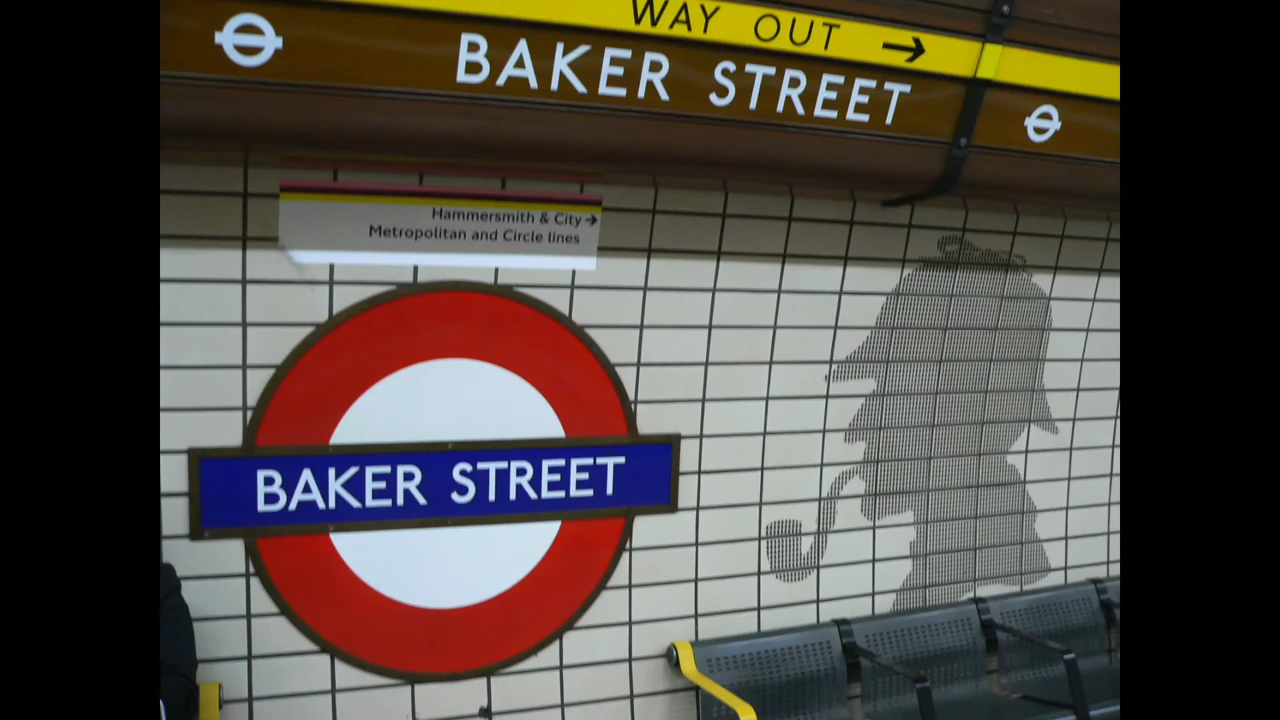 WAY OUT →
BAKER STREET
Hammersmith & City →
Metropolitan and Circle lines
BAKER STREET